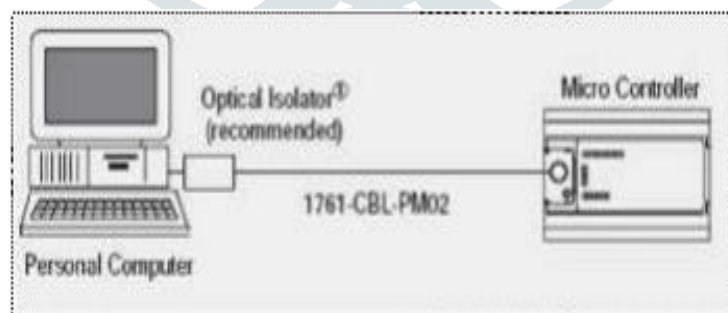 Optical Isolator①
(recommended)
Micro Controller
1761-CBL-PM02
Personal Computer